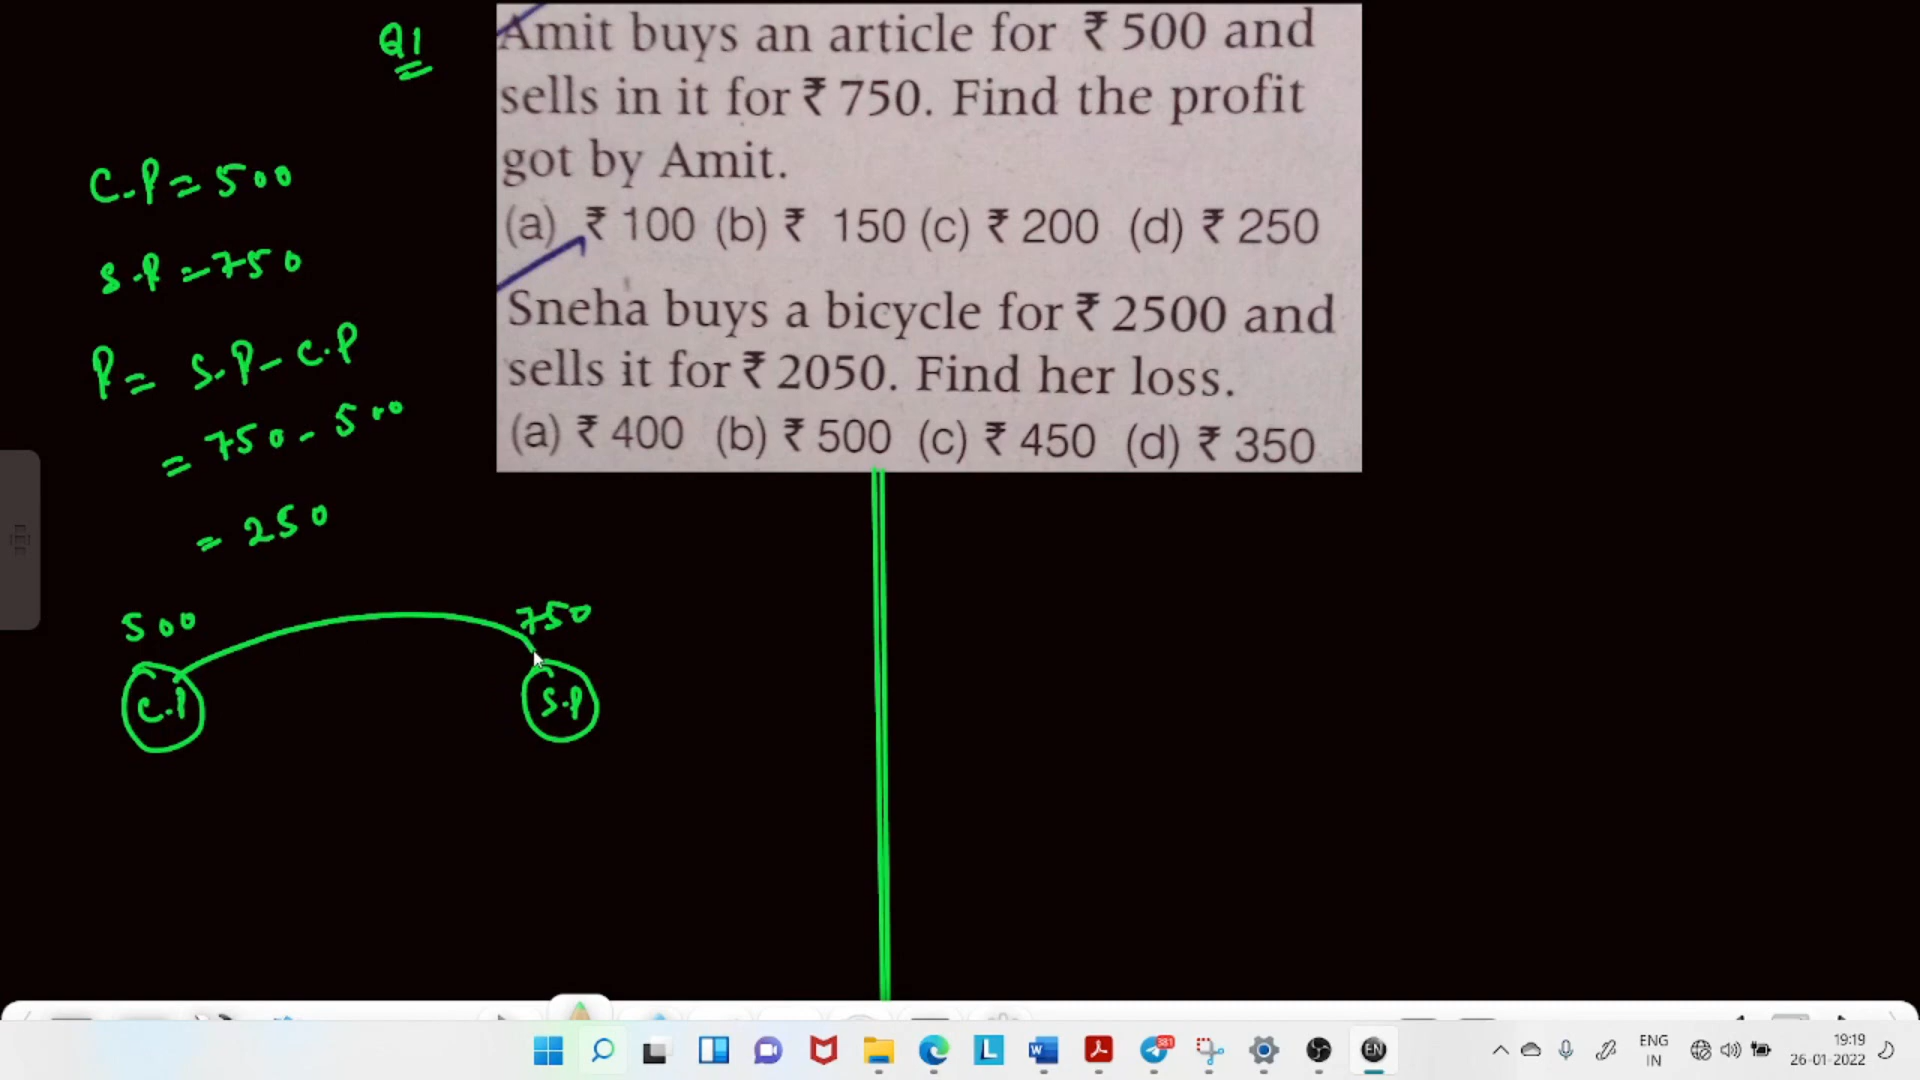 Q1
Amit buys an article for ₹ 500 and
sells in it for ₹ 750. Find the profit
got by Amit.
(a) ₹ 100 (b) ₹ 150 (c) ₹ 200 (d) ₹ 250
Sneha buys a bicycle for ₹ 2500 and
sells it for ₹ 2050. Find her loss.
(a) ₹ 400 (b) ₹ 500 (c) ₹ 450 (d) ₹ 350
C.P = 500
S.P = 750
P = S.P - C.P
= 750 - 500
= 250
500 750
C.P S.P
L W 381 EN
ENG
IN
19:19
26-01-2022